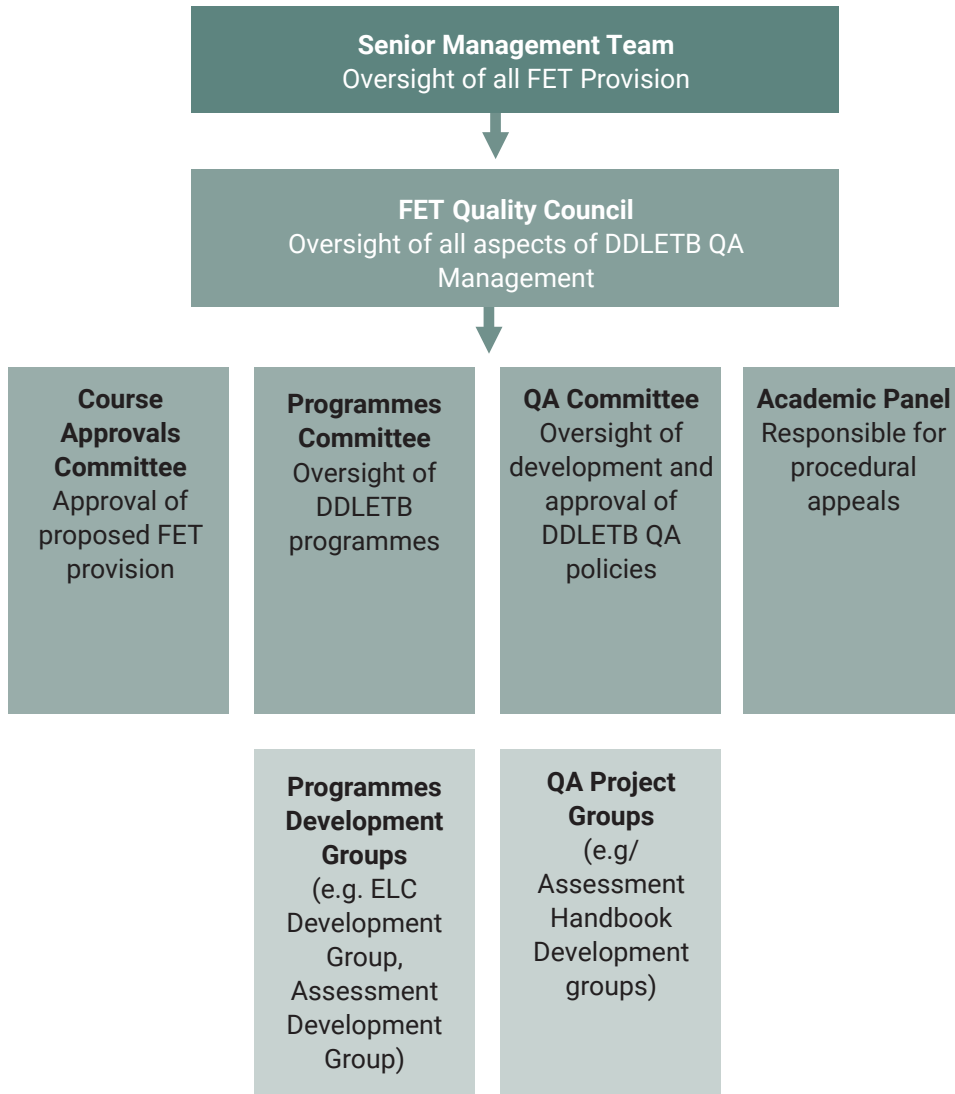 Senior Management Team
Oversight of all FET Provision
FET Quality Council
Oversight of all aspects of DDLETB QA
Management
Course
Approvals
Committee
Approval of
proposed FET
provision
Programmes
Committee
Oversight of
DDLETB
programmes
QA Committee
Oversight of
development and
approval of
DDLETB QA
policies
Academic Panel
Responsible for
procedural
appeals
Programmes
Development
Groups
(e.g. ELC
Development
Group,
Assessment
Development
Group)
QA Project
Groups
(e.g/
Assessment
Handbook
Development
groups)